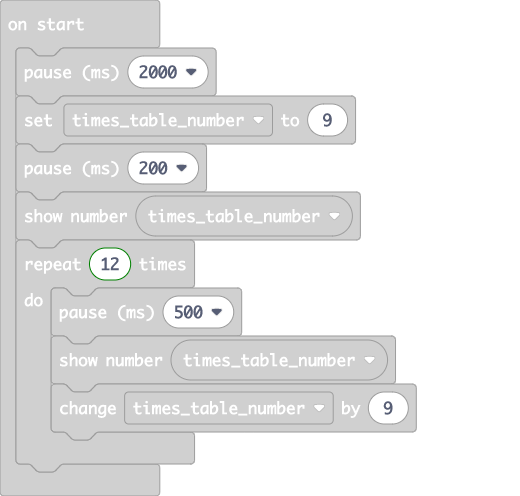 on start
pause (ms) 2000
set times_table_number to 9
pause (ms) 200
show number times_table_number
repeat 12 times
do
pause (ms) 500
show number times_table_number
change times_table_number by 9